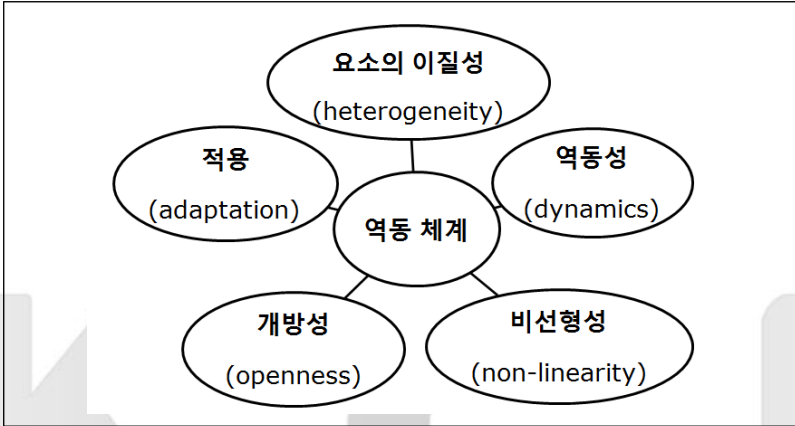 요소의 이질성
(heterogeneity)
적용
(adaptation)
역동성
(dynamics)
역동 체계
개방성
(openness)
비선형성
(non-linearity)